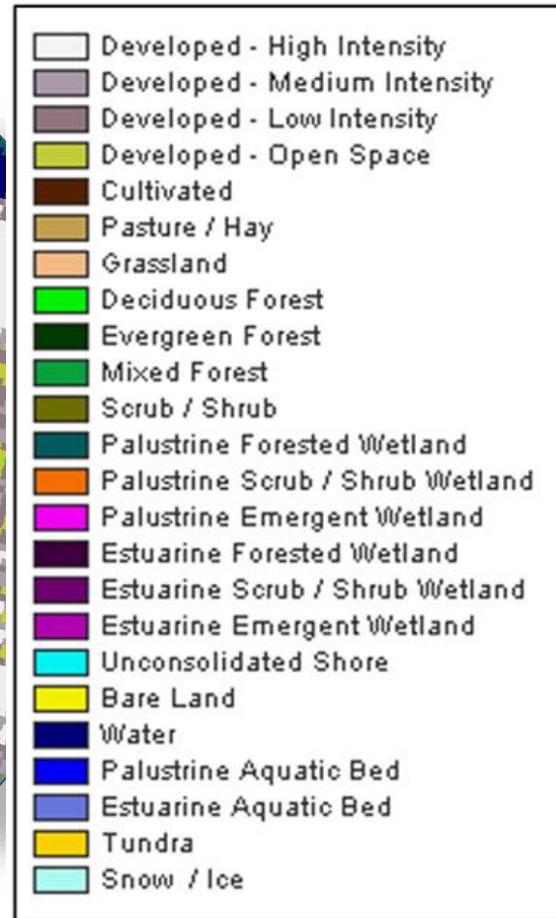 Developed - High Intensity
Developed - Medium Intensity
Developed - Low Intensity
Developed - Open Space
Cultivated
Pasture / Hay
Grassland
Deciduous Forest
Evergreen Forest
Mixed Forest
Scrub / Shrub
Palustrine Forested Wetland
Palustrine Scrub / Shrub Wetland
Palustrine Emergent Wetland
Estuarine Forested Wetland
Estuarine Scrub / Shrub Wetland
Estuarine Emergent Wetland
Unconsolidated Shore
Bare Land
Water
Palustrine Aquatic Bed
Estuarine Aquatic Bed
Tundra
Snow / Ice